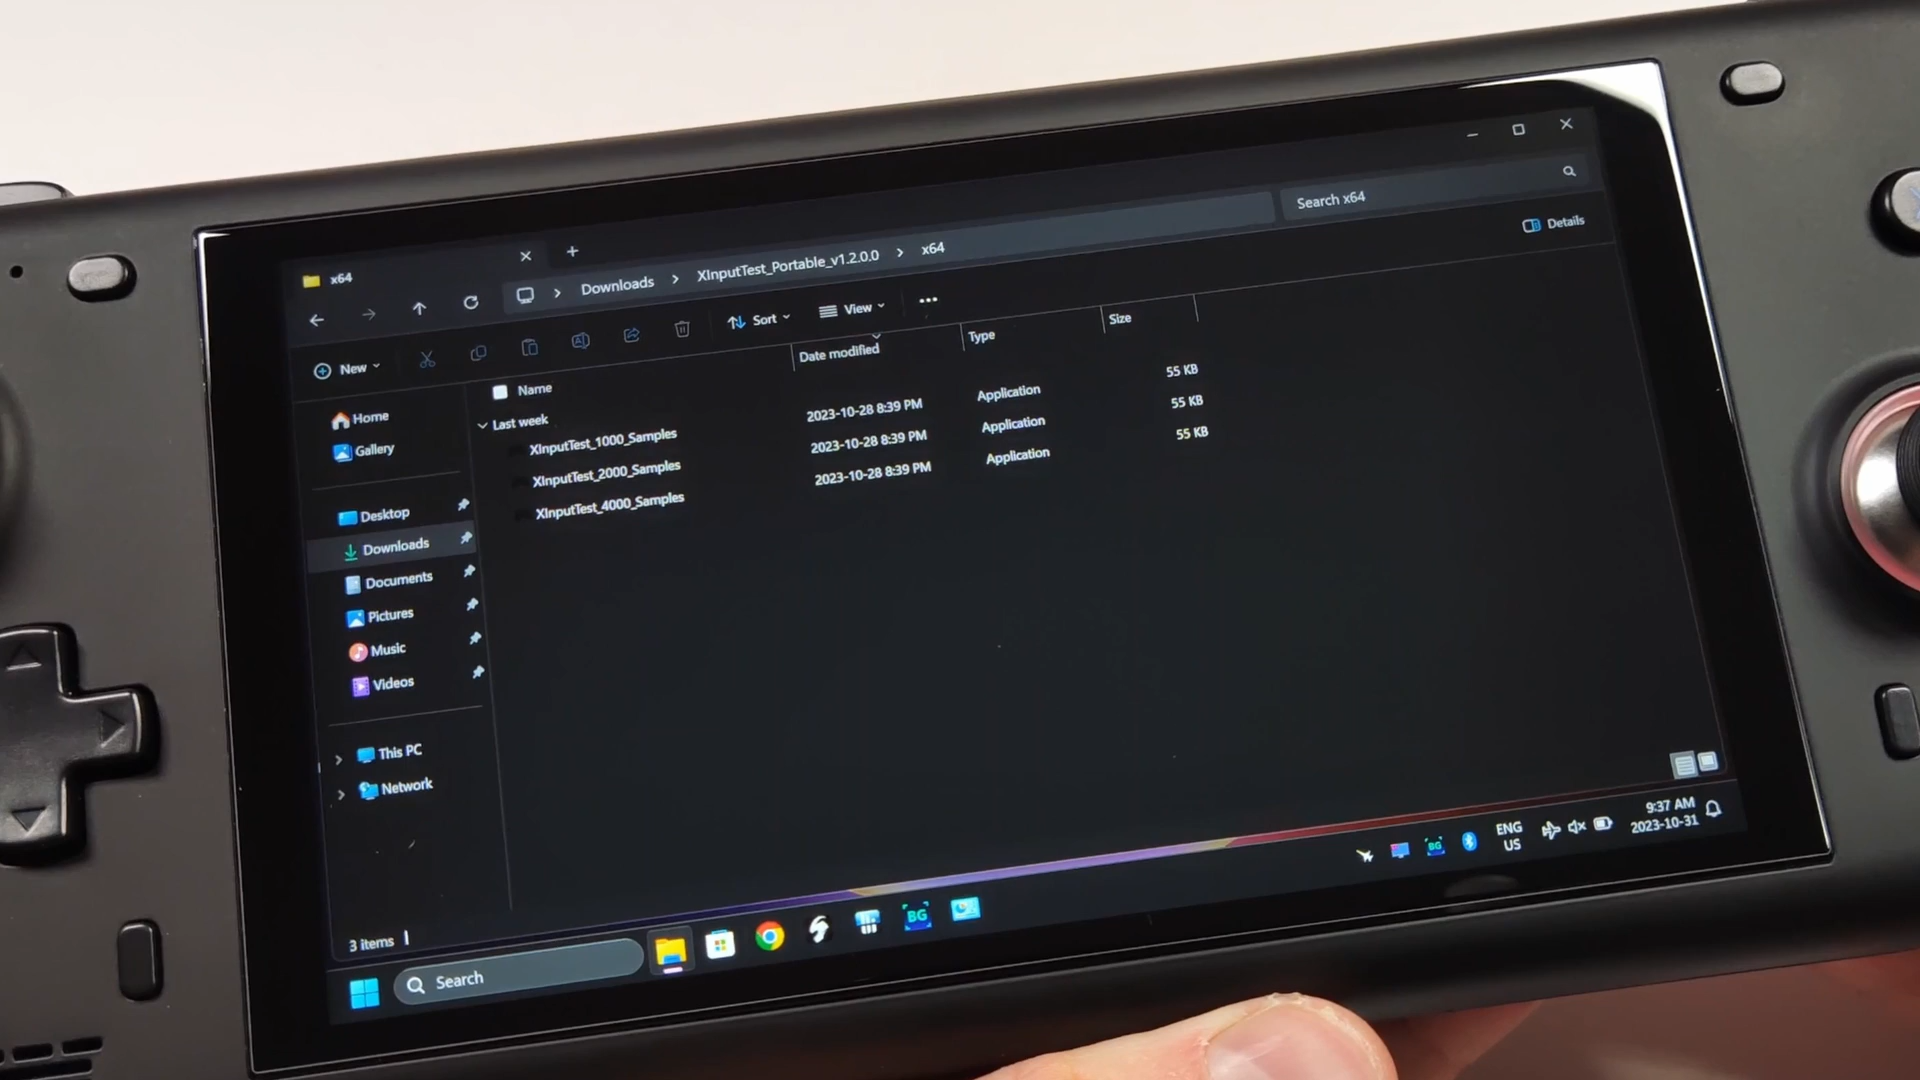 x64
Downloads > XInputTest_Portable_v1.2.0.0 > x64
Search x64
New
Sort
View
Details
Name
Date modified
Type
Size
Last week
XInputTest_1000_Samples
2023-10-28 8:39 PM
Application
55 KB
XInputTest_2000_Samples
2023-10-28 8:39 PM
Application
55 KB
XInputTest_4000_Samples
2023-10-28 8:39 PM
Application
55 KB
Home
Gallery
Desktop
Downloads
Documents
Pictures
Music
Videos
This PC
Network
3 items
Search
BG
BG
ENG
US
9:37 AM
2023-10-31